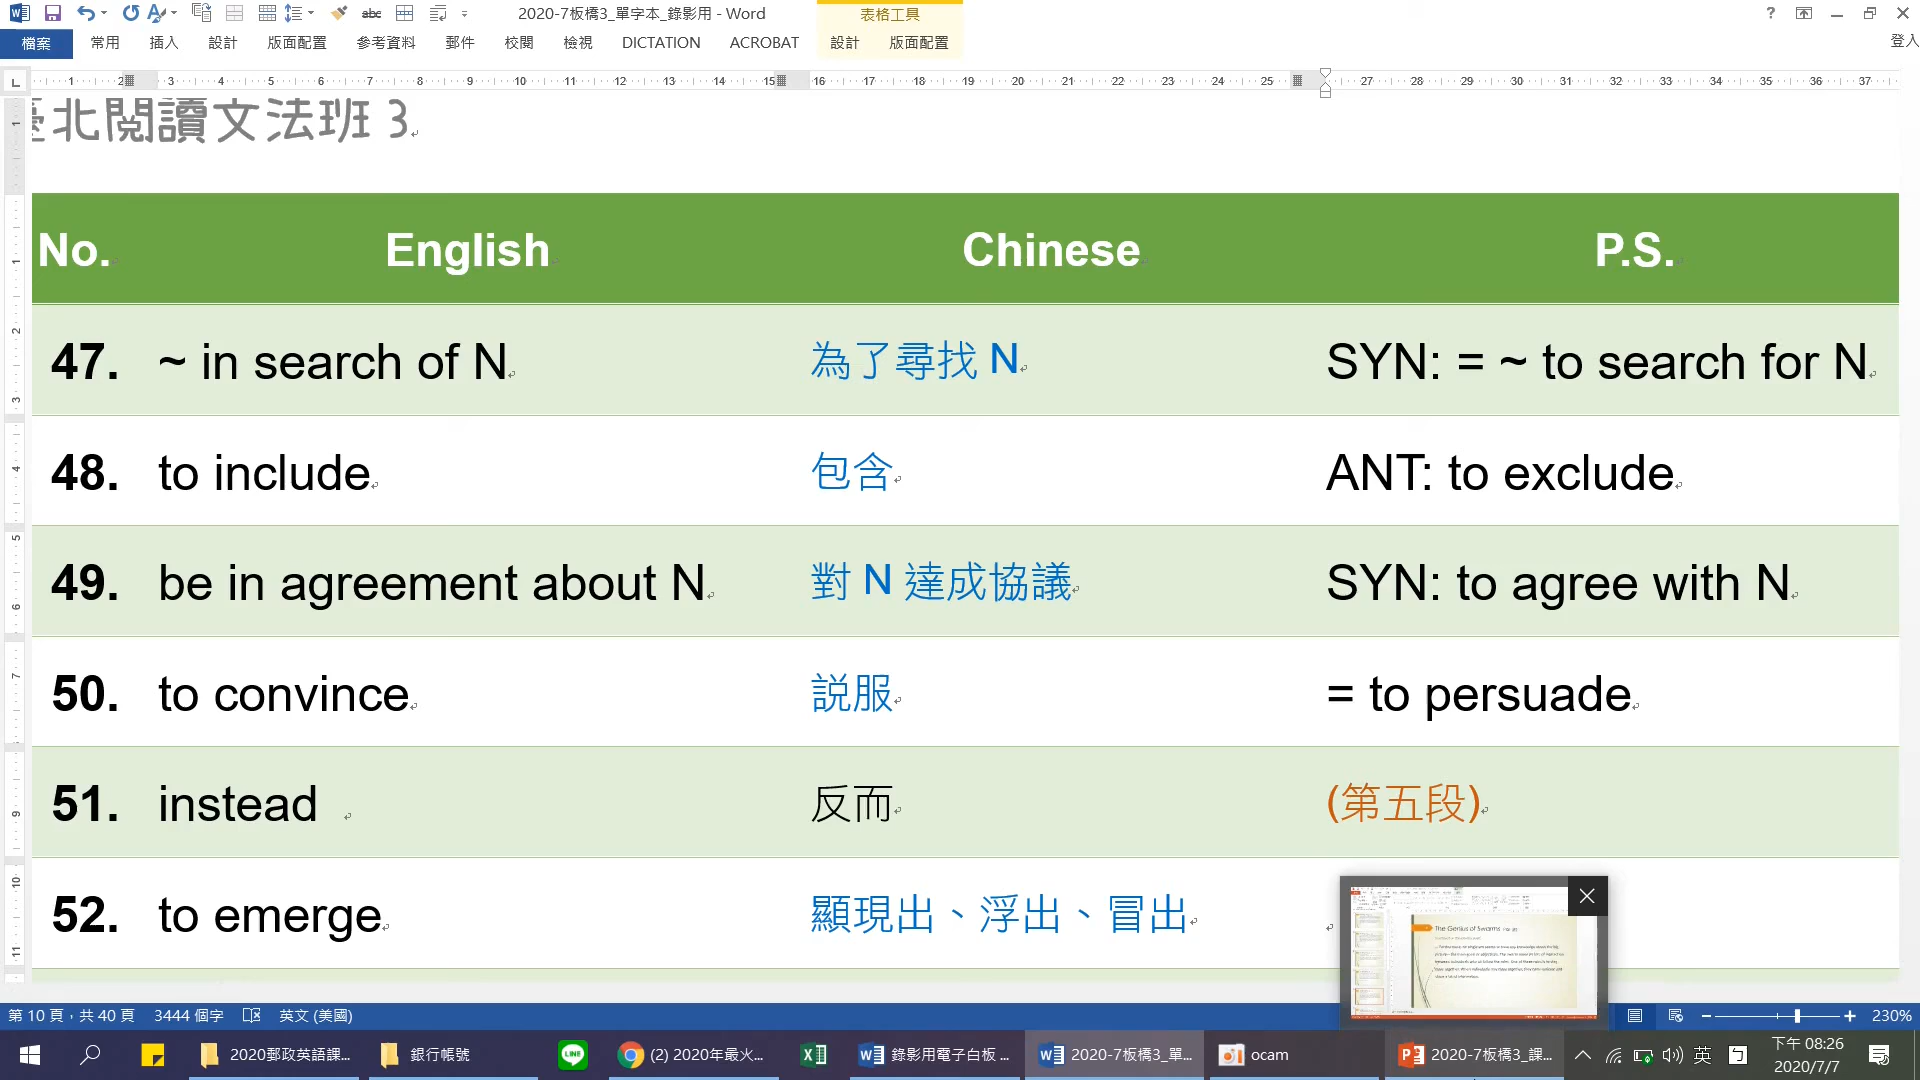 2020-7板橋3_單字本_錄影用 - Word
表格工具
檔案 常用 插入 設計 版面配置 參考資料 郵件 校閱 檢視 DICTATION ACROBAT 設計 版面配置 登入
臺北閱讀文法班 3
No. English Chinese P.S.
47. ~ in search of N 為了尋找 N SYN: = ~ to search for N
48. to include 包含 ANT: to exclude
49. be in agreement about N 對 N 達成協議 SYN: to agree with N
50. to convince 說服 = to persuade
51. instead 反而 (第五段)
52. to emerge 顯現出、浮出、冒出
The Genius of Swarms
第 10 頁，共 40 頁 3444 個字 英文 (美國) 230%
2020郵政英語課... 銀行帳號 LINE (2) 2020年最火... 錄影用電子白板 ... 2020-7板橋3_單... ocam 2020-7板橋3_課... 英 下午 08:26
2020/7/7